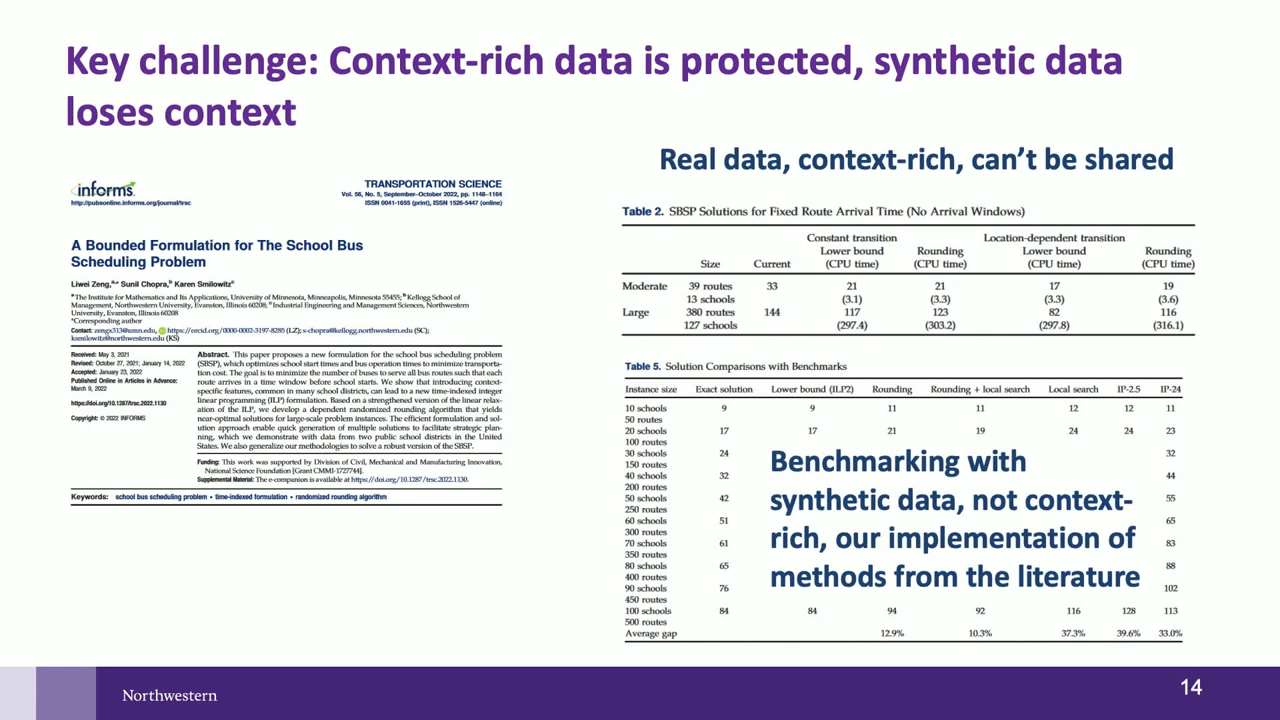 Key challenge: Context-rich data is protected, synthetic data
loses context
informs
http://pubsonline.informs.org/journal/trsc
TRANSPORTATION SCIENCE
Vol. 56, No. 5, September–October 2022, pp. 1146–1164
ISSN 0041-1655 (print), ISSN 1526-5447 (online)
A Bounded Formulation for The School Bus
Scheduling Problem
Liwei Zeng,a,* Sunil Chopra,b Karen Smilowitzc
a The Institute for Mathematics and Its Applications, University of Minnesota, Minneapolis, Minnesota 55455; b Kellogg School of
Management, Northwestern University, Evanston, Illinois 60208; c Industrial Engineering and Management Sciences, Northwestern
University, Evanston, Illinois 60208
*Corresponding author
Contact: zengx313@umn.edu, https://orcid.org/0000-0002-3197-8285 (LZ); s-chopra@kellogg.northwestern.edu (SC);
ksmilowitz@northwestern.edu (KS)
Received: May 3, 2021
Revised: October 27, 2021; January 14, 2022
Accepted: January 23, 2022
Published Online in Articles in Advance:
March 9, 2022
https://doi.org/10.1287/trsc.2022.1130
Copyright: © 2022 INFORMS
Abstract. This paper proposes a new formulation for the school bus scheduling problem
(SBSP), which optimizes school start times and bus operation times to minimize transporta-
tion cost. The goal is to minimize the number of buses to serve all bus routes such that each
route arrives in a time window before school starts. We show that introducing context-
specific features, common in many school districts, can lead to a new time-indexed integer
linear programming (ILP) formulation. Based on a strengthened version of the linear relax-
ation of the ILP, we develop a dependent randomized rounding algorithm that yields
near-optimal solutions for large-scale problem instances. The efficient formulation and sol-
ution approach enable quick generation of multiple solutions to facilitate strategic plan-
ning, which we demonstrate with data from two public school districts in the United
States. We also generalize our methodologies to solve a robust version of the SBSP.
Funding: This work was supported by Division of Civil, Mechanical and Manufacturing Innovation,
National Science Foundation [Grant CMMI-1727744].
Supplemental Material: The e-companion is available at https://doi.org/10.1287/trsc.2022.1130.
Keywords: school bus scheduling problem • time-indexed formulation • randomized rounding algorithm
Real data, context-rich, can't be shared
Table 2. SBSP Solutions for Fixed Route Arrival Time (No Arrival Windows)
Constant transition Location-dependent transition
Lower bound Rounding Lower bound Rounding
Size Current (CPU time) (CPU time) (CPU time) (CPU time)
Moderate 39 routes 33 21 21 17 19
13 schools (3.1) (3.3) (3.3) (3.6)
Large 380 routes 144 117 123 82 116
127 schools (297.4) (303.2) (297.8) (316.1)
Table 5. Solution Comparisons with Benchmarks
Instance size Exact solution Lower bound (ILP2) Rounding Rounding + local search Local search IP-2.5 IP-24
10 schools 9 9 11 11 12 12 11
50 routes
20 schools 17 17 21 19 24 24 23
100 routes
30 schools 24 32
150 routes
40 schools 32 44
200 routes
50 schools 42 55
250 routes
60 schools 51 65
300 routes
70 schools 61 83
350 routes
80 schools 65 88
400 routes
90 schools 76 102
450 routes
100 schools 84 84 94 92 116 128 113
500 routes
Average gap 12.9% 10.3% 37.3% 39.6% 33.0%
Benchmarking with
synthetic data, not context-
rich, our implementation of
methods from the literature
Northwestern
14